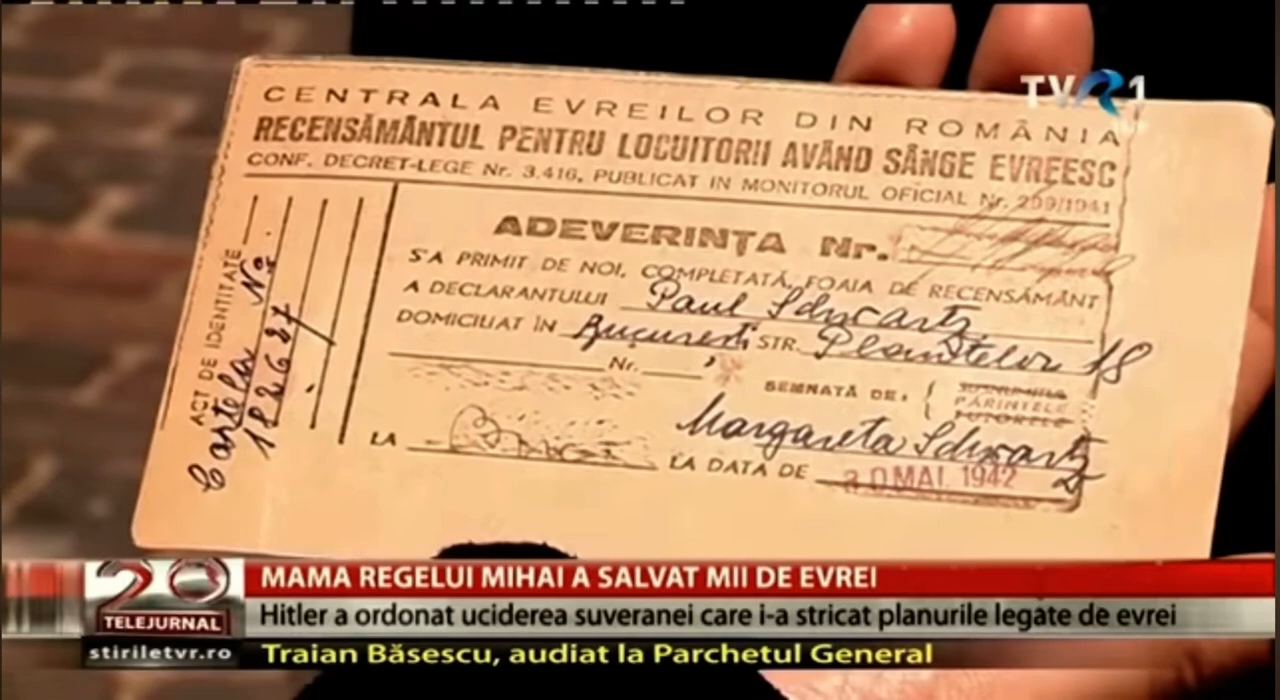 TVR1
CENTRALA EVREILOR DIN ROMÂNIA
RECENSĂMÂNTUL PENTRU LOCUITORII AVÂND SÂNGE EVREESC
CONF. DECRET-LEGE Nr. 3.416, PUBLICAT IN MONITORUL OFICIAL Nr. 299/1941
ADEVERINȚA Nr.
S'A PRIMIT DE NOI, COMPLETATĂ, FOAIA DE RECENSĂMÂNT
A DECLARANTULUI Paul Schwartz
DOMICILIAT ÎN București STR. Plantelor 18
Nr.
SEMNATĂ DE:
PĂRINTELE
TUTORELE
Margareta Schwartz
LA LA DATA DE 30 MAI 1942
ACT DE IDENTITATE
Cartela No
182627
20 MAMA REGELUI MIHAI A SALVAT MII DE EVREI
TELEJURNAL Hitler a ordonat uciderea suveranei care i-a stricat planurile legate de evrei
stiriletvr.ro Traian Băsescu, audiat la Parchetul General